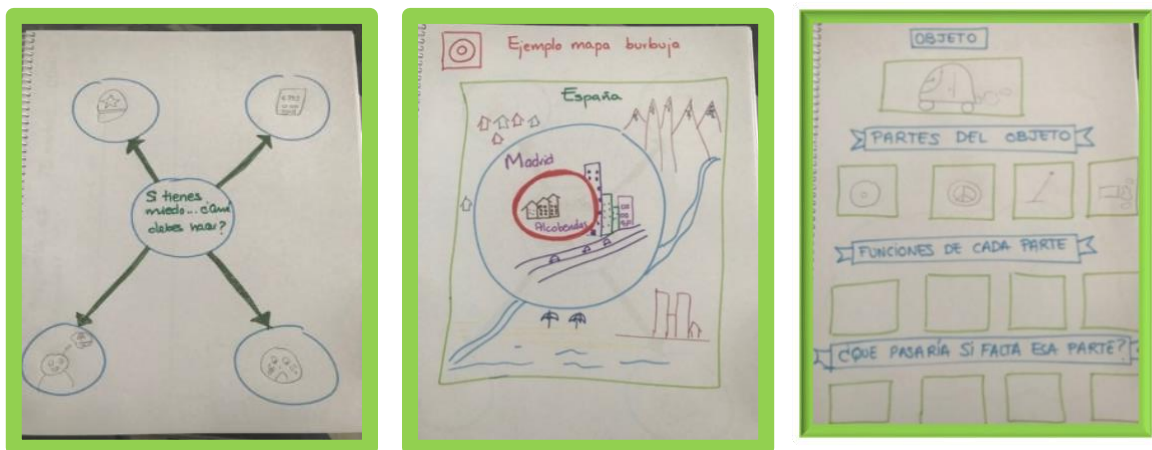 Si tienes
miedo... ¿Qué
debes hacer?
Ejemplo mapa burbuja
España
Madrid
Alcobendas
OBJETO
PARTES DEL OBJETO
FUNCIONES DE CADA PARTE
¿QUE PASARÍA SI FALTA ESA PARTE?